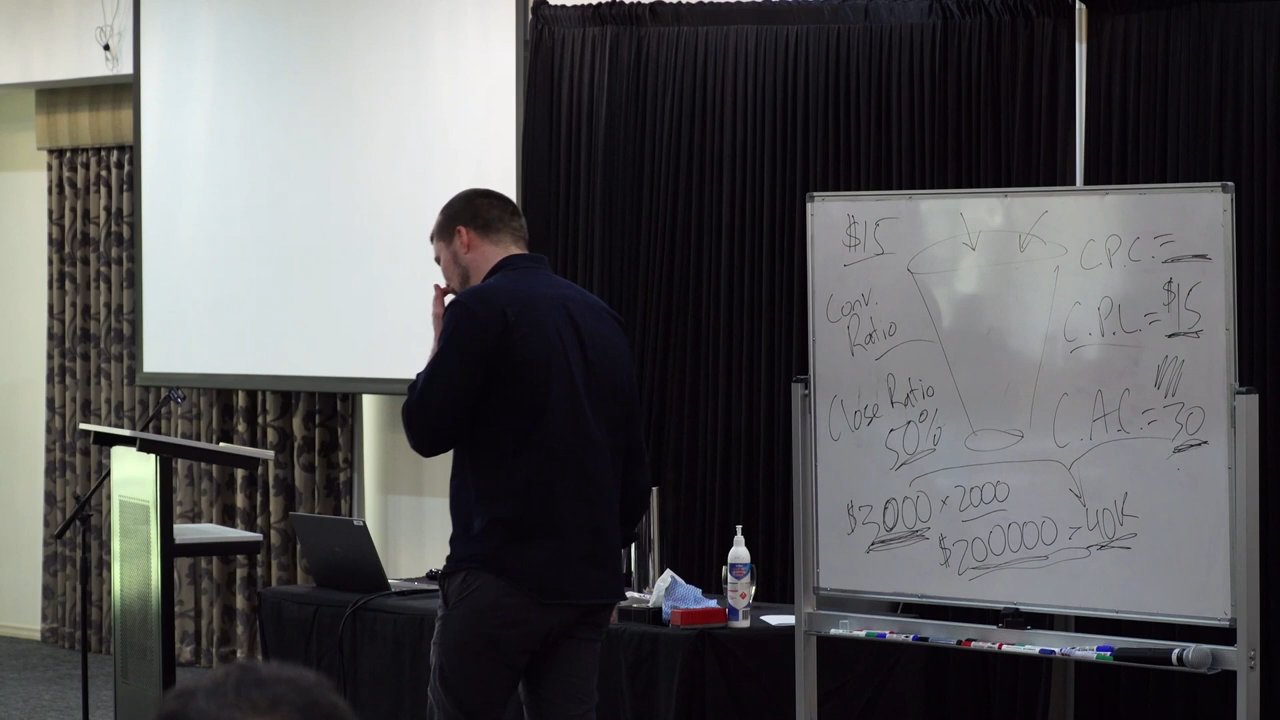 $15
Conv.
Ratio
Close Ratio
50%
C.P.C. =
C.P.L. = $15
C.A.C. = 30
$3000 × 2000
$200000 > 40K